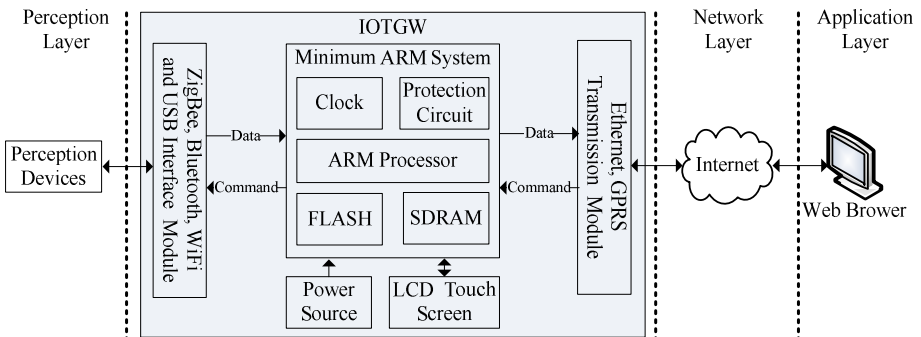 Perception
Layer
IOTGW
Network
Layer
Application
Layer
ZigBee, Bluetooth, WiFi
and USB Interface Module
Minimum ARM System
Clock
Protection
Circuit
ARM Processor
FLASH
SDRAM
Data
Command
Data
Command
Ethernet, GPRS
Transmission Module
Perception
Devices
Internet
Web Brower
Power
Source
LCD Touch
Screen